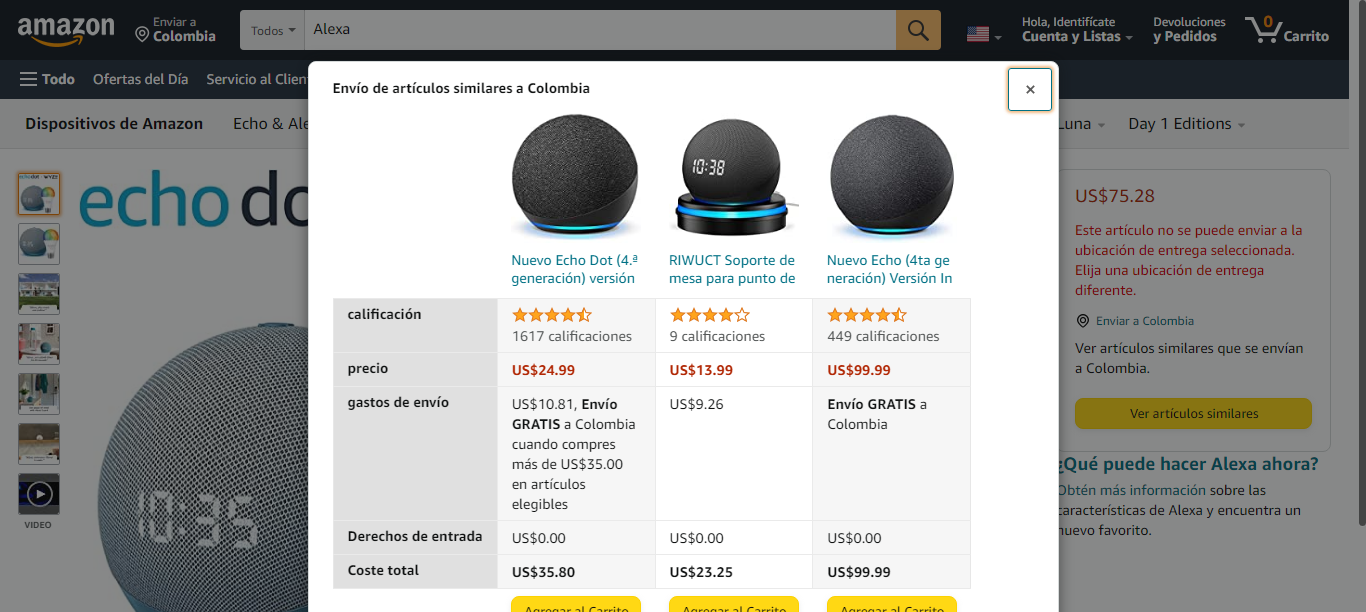 amazon
Enviar a
Colombia
Todos
Alexa
Hola, Identifícate
Cuenta y Listas
Devoluciones
y Pedidos
0
Carrito
Todo
Ofertas del Día
Servicio al Clien
Dispositivos de Amazon
Echo & Ale
Luna
Day 1 Editions
echo do
10:35
VIDEO
Envío de artículos similares a Colombia
×
10:38
Nuevo Echo Dot (4.ª
generación) versión
RIWUCT Soporte de
mesa para punto de
Nuevo Echo (4ta ge
neración) Versión In
calificación
1617 calificaciones
9 calificaciones
449 calificaciones
precio
US$24.99
US$13.99
US$99.99
gastos de envío
US$10.81, Envío
GRATIS a Colombia
cuando compres
más de US$35.00
en artículos
elegibles
US$9.26
Envío GRATIS a
Colombia
Derechos de entrada
US$0.00
US$0.00
US$0.00
Coste total
US$35.80
US$23.25
US$99.99
Agregar al Carrito
Agregar al Carrito
Agregar al Carrito
US$75.28
Este artículo no se puede enviar a la
ubicación de entrega seleccionada.
Elija una ubicación de entrega
diferente.
Enviar a Colombia
Ver artículos similares que se envían
a Colombia.
Ver artículos similares
¿Qué puede hacer Alexa ahora?
Obtén más información sobre las
características de Alexa y encuentra un
nuevo favorito.